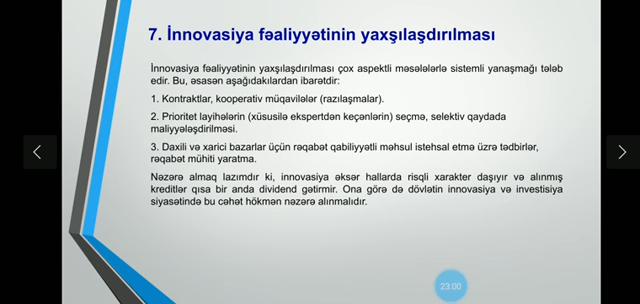 7. İnnovasiya fəaliyyətinin yaxşılaşdırılması
İnnovasiya fəaliyyətinin yaxşılaşdırılması çox aspektli məsələlərlə sistemli yanaşmağı tələb
edir. Bu, əsasən aşağıdakılardan ibarətdir:
1. Kontraktlar, kooperativ müqavilələr (razılaşmalar).
2. Prioritet layihələrin (xüsusilə ekspertdən keçənlərin) seçmə, selektiv qaydada
maliyyələşdirilməsi.
3. Daxili və xarici bazarlar üçün rəqabət qabiliyyətli məhsul istehsal etmə üzrə tədbirlər,
rəqabət mühiti yaratma.
Nəzərə almaq lazımdır ki, innovasiya əksər hallarda risqli xarakter daşıyır və alınmış
kreditlər qısa bir anda dividend gətirmir. Ona görə də dövlətin innovasiya və investisiya
siyasətində bu cəhət hökmən nəzərə alınmalıdır.
23:00